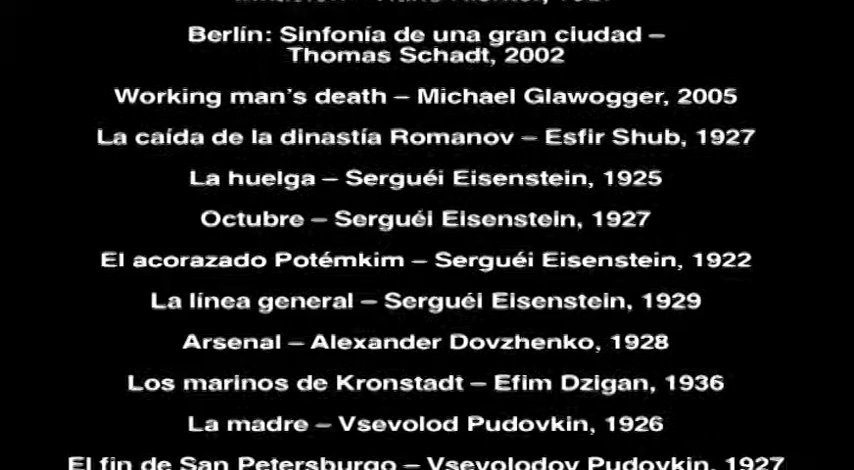 Berlín: Sinfonía de una gran ciudad –
Thomas Schadt, 2002
Working man's death – Michael Glawogger, 2005
La caída de la dinastía Romanov – Esfir Shub, 1927
La huelga – Serguéi Eisenstein, 1925
Octubre – Serguéi Eisenstein, 1927
El acorazado Potémkim – Serguéi Eisenstein, 1922
La línea general – Serguéi Eisenstein, 1929
Arsenal – Alexander Dovzhenko, 1928
Los marinos de Kronstadt – Efim Dzigan, 1936
La madre – Vsevolod Pudovkin, 1926
El fin de San Petersburgo – Vsevolodov Pudovkin, 1927